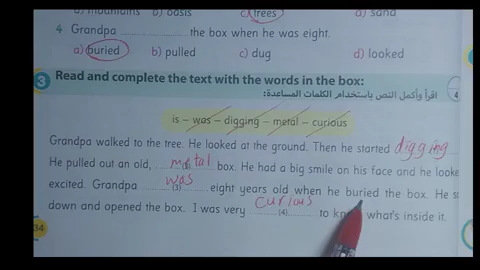 a) mountains b) oasis c) trees a) sand
4 Grandpa the box when he was eight.
a) buried b) pulled c) dug d) looked
3 Read and complete the text with the words in the box:
اقرأ وأكمل النص باستخدام الكلمات المساعدة:
is – was – digging – metal – curious
Grandpa walked to the tree. He looked at the ground. Then he started digging
He pulled out an old, metal box. He had a big smile on his face and he looke
excited. Grandpa was (3) eight years old when he buried the box. He
down and opened the box. I was very curious (4) to what's inside it.
34